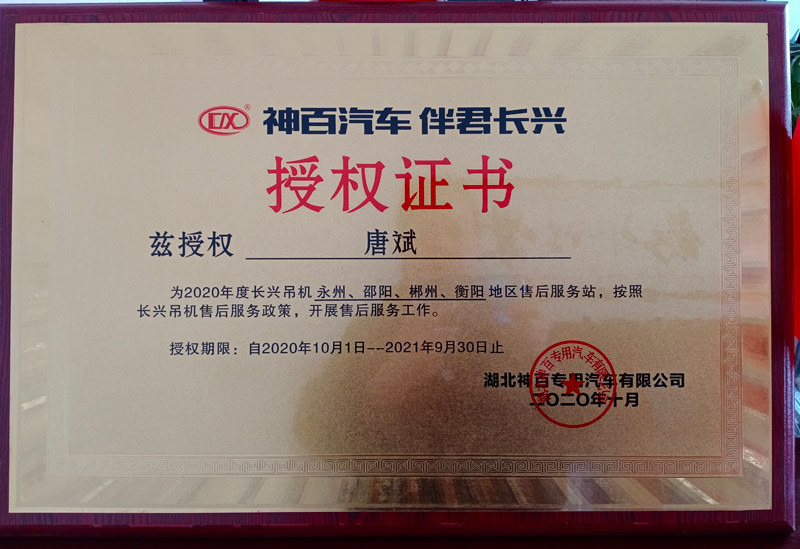 CX® 神百汽车 伴君长兴
授权证书
兹授权 唐斌
为2020年度长兴吊机 永州、邵阳、郴州、衡阳 地区售后服务站，按照
长兴吊机售后服务政策，开展售后服务工作。
授权期限：自2020年10月1日--2021年9月30日止
湖北神百专用汽车有限公司
二〇二〇年十月